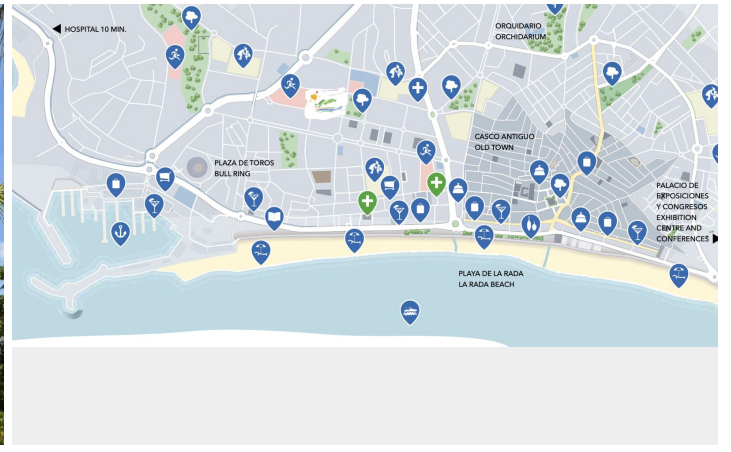 HOSPITAL 10 MIN.
ORQUIDARIO
ORCHIDARIUM
CASCO ANTIGUO
OLD TOWN
PLAZA DE TOROS
BULL RING
PALACIO DE
EXPOSICIONES
Y CONGRESOS
EXHIBITION
CENTRE AND
CONFERENCES
PLAYA DE LA RADA
LA RADA BEACH